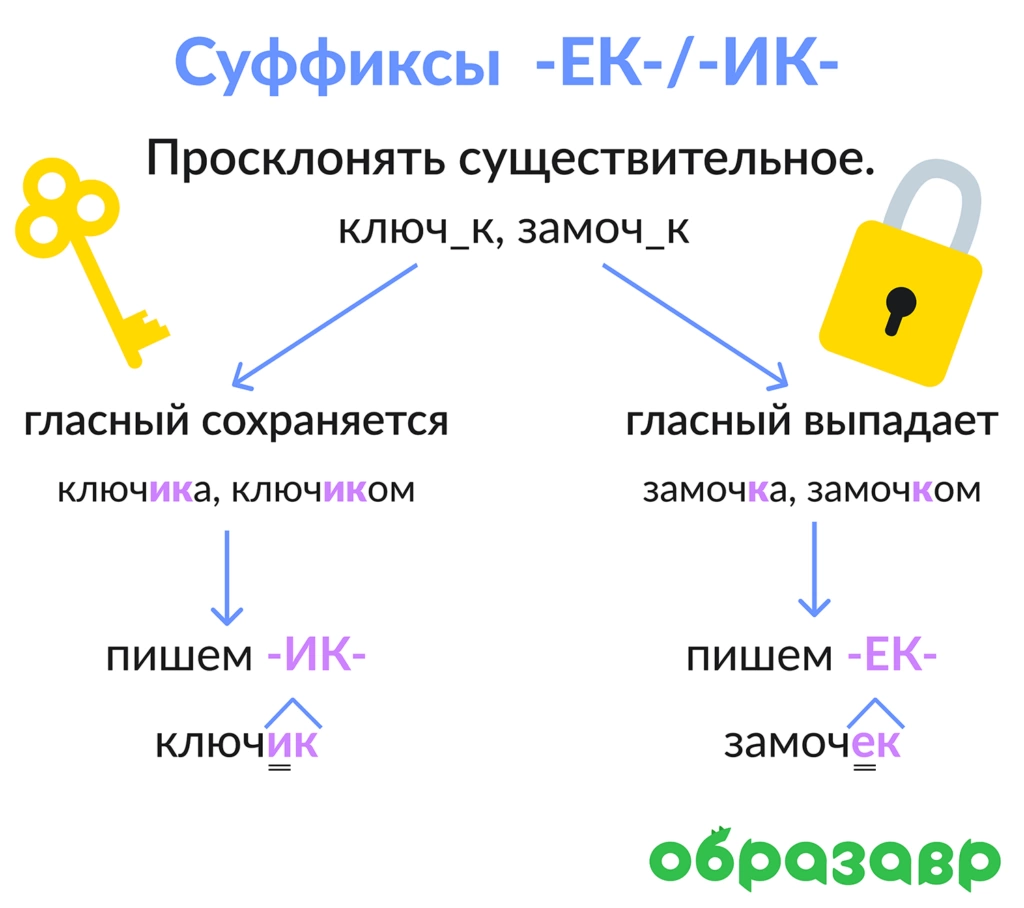 Суффиксы -ЕК-/-ИК-
Просклонять существительное.
ключ_к, замоч_к
гласный сохраняется
ключика, ключиком
пишем -ИК-
ключик
гласный выпадает
замочка, замочком
пишем -ЕК-
замочек
образавр